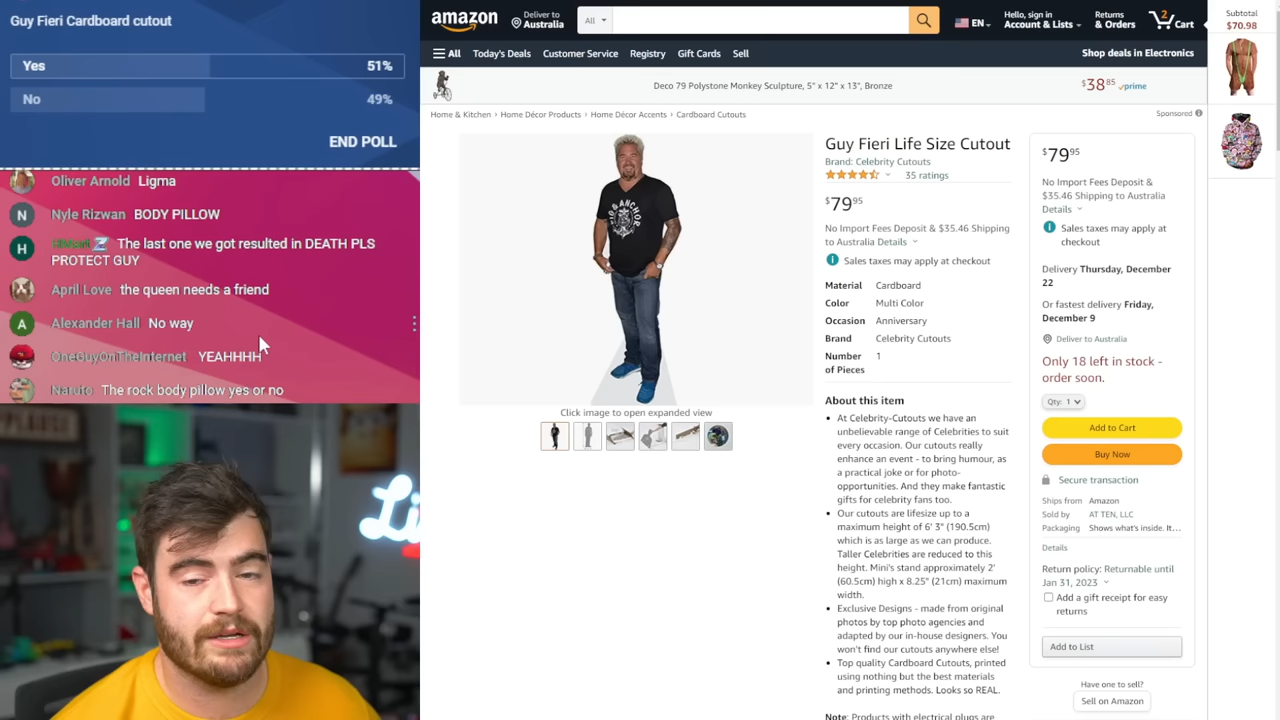 Guy Fieri Cardboard cutout
Yes 51%
No 49%
END POLL
Oliver Arnold Ligma
N Nyle Rizwan BODY PILLOW
H The last one we got resulted in DEATH PLS
PROTECT GUY
April Love the queen needs a friend
A Alexander Hall No way
OneGuyOnTheInternet YEAHHHH
Naruto The rock body pillow yes or no
Li
amazon
Deliver to
Australia
All
EN
Hello, sign in
Account & Lists
Returns
& Orders
2
Cart
All Today's Deals Customer Service Registry Gift Cards Sell
Shop deals in Electronics
Deco 79 Polystone Monkey Sculpture, 5" x 12" x 13", Bronze
$38 85 prime
Home & Kitchen › Home Décor Products › Home Décor Accents › Cardboard Cutouts
Sponsored
BIG & ANCHOR
Click image to open expanded view
Guy Fieri Life Size Cutout
Brand: Celebrity Cutouts
35 ratings
$79 95
No Import Fees Deposit & $35.46 Shipping
to Australia Details
Sales taxes may apply at checkout
Material Cardboard
Color Multi Color
Occasion Anniversary
Brand Celebrity Cutouts
Number 1
of Pieces
About this item
• At Celebrity-Cutouts we have an
unbelievable range of Celebrities to suit
every occasion. Our cutouts really
enhance an event - to bring humour, as
a practical joke or for photo-
opportunities. And they make fantastic
gifts for celebrity fans too.
• Our cutouts are lifesize up to a
maximum height of 6' 3" (190.5cm)
which is as large as we can produce.
Taller Celebrities are reduced to this
height. Mini's stand approximately 2'
(60.5cm) high x 8.25" (21cm) maximum
width.
• Exclusive Designs - made from original
photos by top photo agencies and
adapted by our in-house designers. You
won't find our cutouts anywhere else!
• Top quality Cardboard Cutouts, printed
using nothing but the best materials
and printing methods. Looks so REAL.
Note: Products with electrical plugs are
$79 95
No Import Fees Deposit &
$35.46 Shipping to Australia
Details
Sales taxes may apply at
checkout
Delivery Thursday, December
22
Or fastest delivery Friday,
December 9
Deliver to Australia
Only 18 left in stock -
order soon.
Qty: 1
Add to Cart
Buy Now
Secure transaction
Ships from Amazon
Sold by AT TEN, LLC
Packaging Shows what's inside. It...
Details
Return policy: Returnable until
Jan 31, 2023
Add a gift receipt for easy
returns
Add to List
Have one to sell?
Sell on Amazon
Subtotal
$70.98